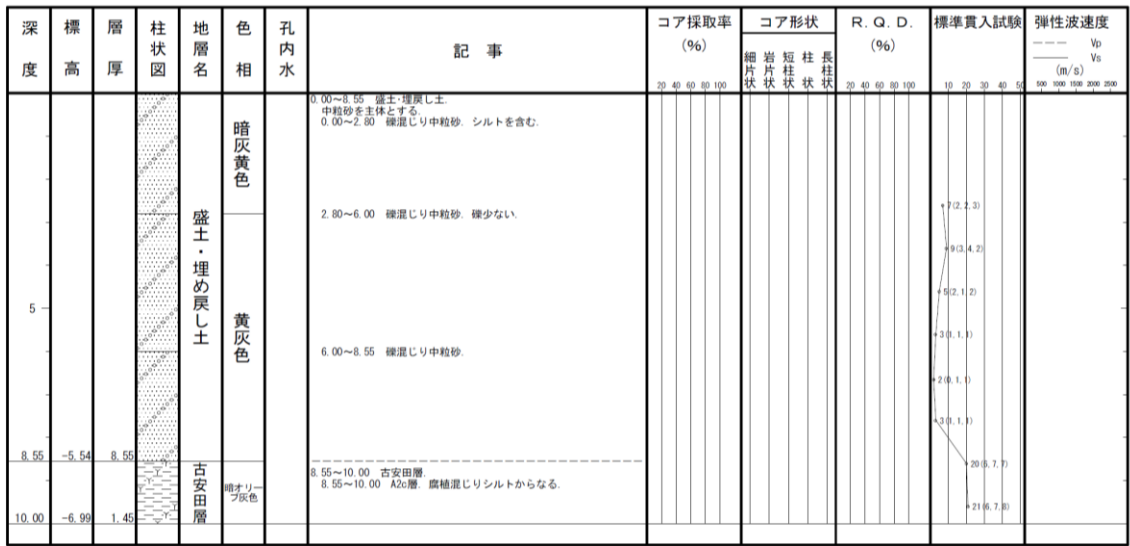 深度
標高
層厚
柱状図
地層名
色相
孔内水
記事
コア採取率
(%)
20 40 60 80 100
コア形状
細片状
岩片状
短柱状
柱状
長柱状
R. Q. D.
(%)
20 40 60 80 100
標準貫入試験
10 20 30 40 50
弾性波速度
Vp
Vs
(m/s)
500 1000 1500 2000 2500
0.00~8.55 盛土・埋戻し土.
中粒砂を主体とする.
0.00~2.80 礫混じり中粒砂. シルトを含む.
暗灰黄色
2.80~6.00 礫混じり中粒砂. 礫少ない.
7(2, 2, 3)
盛土・埋め戻し土
9(3, 4, 2)
5(2, 1, 2)
5
黄灰色
3(1, 1, 1)
6.00~8.55 礫混じり中粒砂.
2(0, 1, 1)
3(1, 1, 1)
8.55 -5.54 8.55
20(6, 7, 7)
古安田層
8.55~10.00 古安田層.
8.55~10.00 A2c層. 腐植混じりシルトからなる.
暗オリーブ灰色
21(6, 7, 8)
10.00 -6.99 1.45